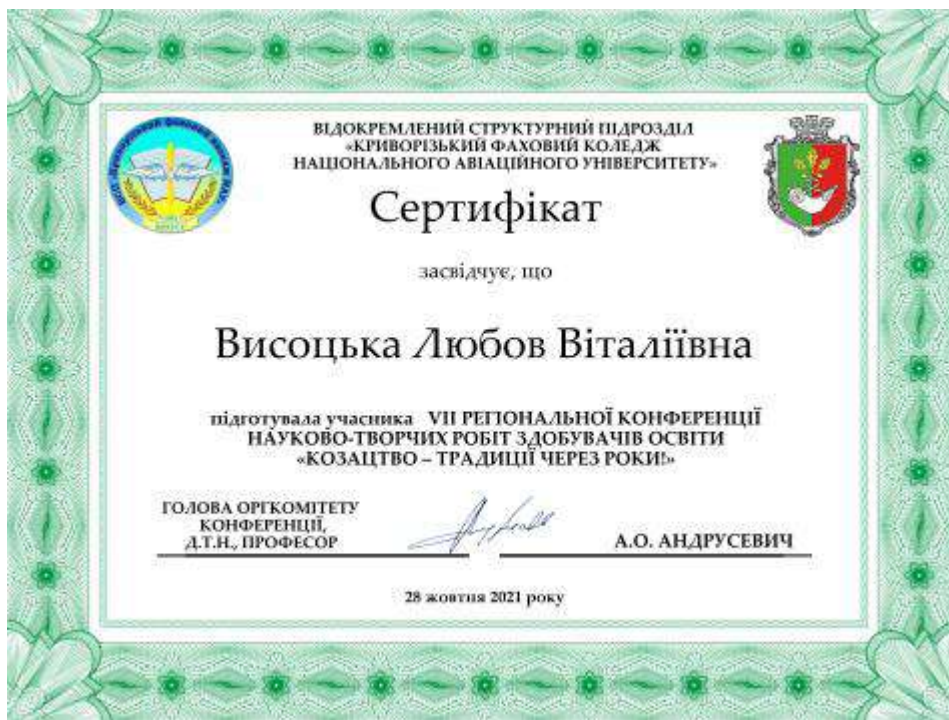 ВІДОКРЕМЛЕНИЙ СТРУКТУРНИЙ ПІДРОЗДІЛ
«КРИВОРІЗЬКИЙ ФАХОВИЙ КОЛЕДЖ
НАЦІОНАЛЬНОГО АВІАЦІЙНОГО УНІВЕРСИТЕТУ»
Сертифікат
засвідчує, що
Висоцька Любов Віталіївна
підготувала учасника VII РЕГІОНАЛЬНОЇ КОНФЕРЕНЦІЇ
НАУКОВО-ТВОРЧИХ РОБІТ ЗДОБУВАЧІВ ОСВІТИ
«КОЗАЦТВО – ТРАДИЦІЇ ЧЕРЕЗ РОКИ!»
ГОЛОВА ОРГКОМІТЕТУ
КОНФЕРЕНЦІЇ,
Д.Т.Н., ПРОФЕСОР
А.О. АНДРУСЕВИЧ
28 жовтня 2021 року